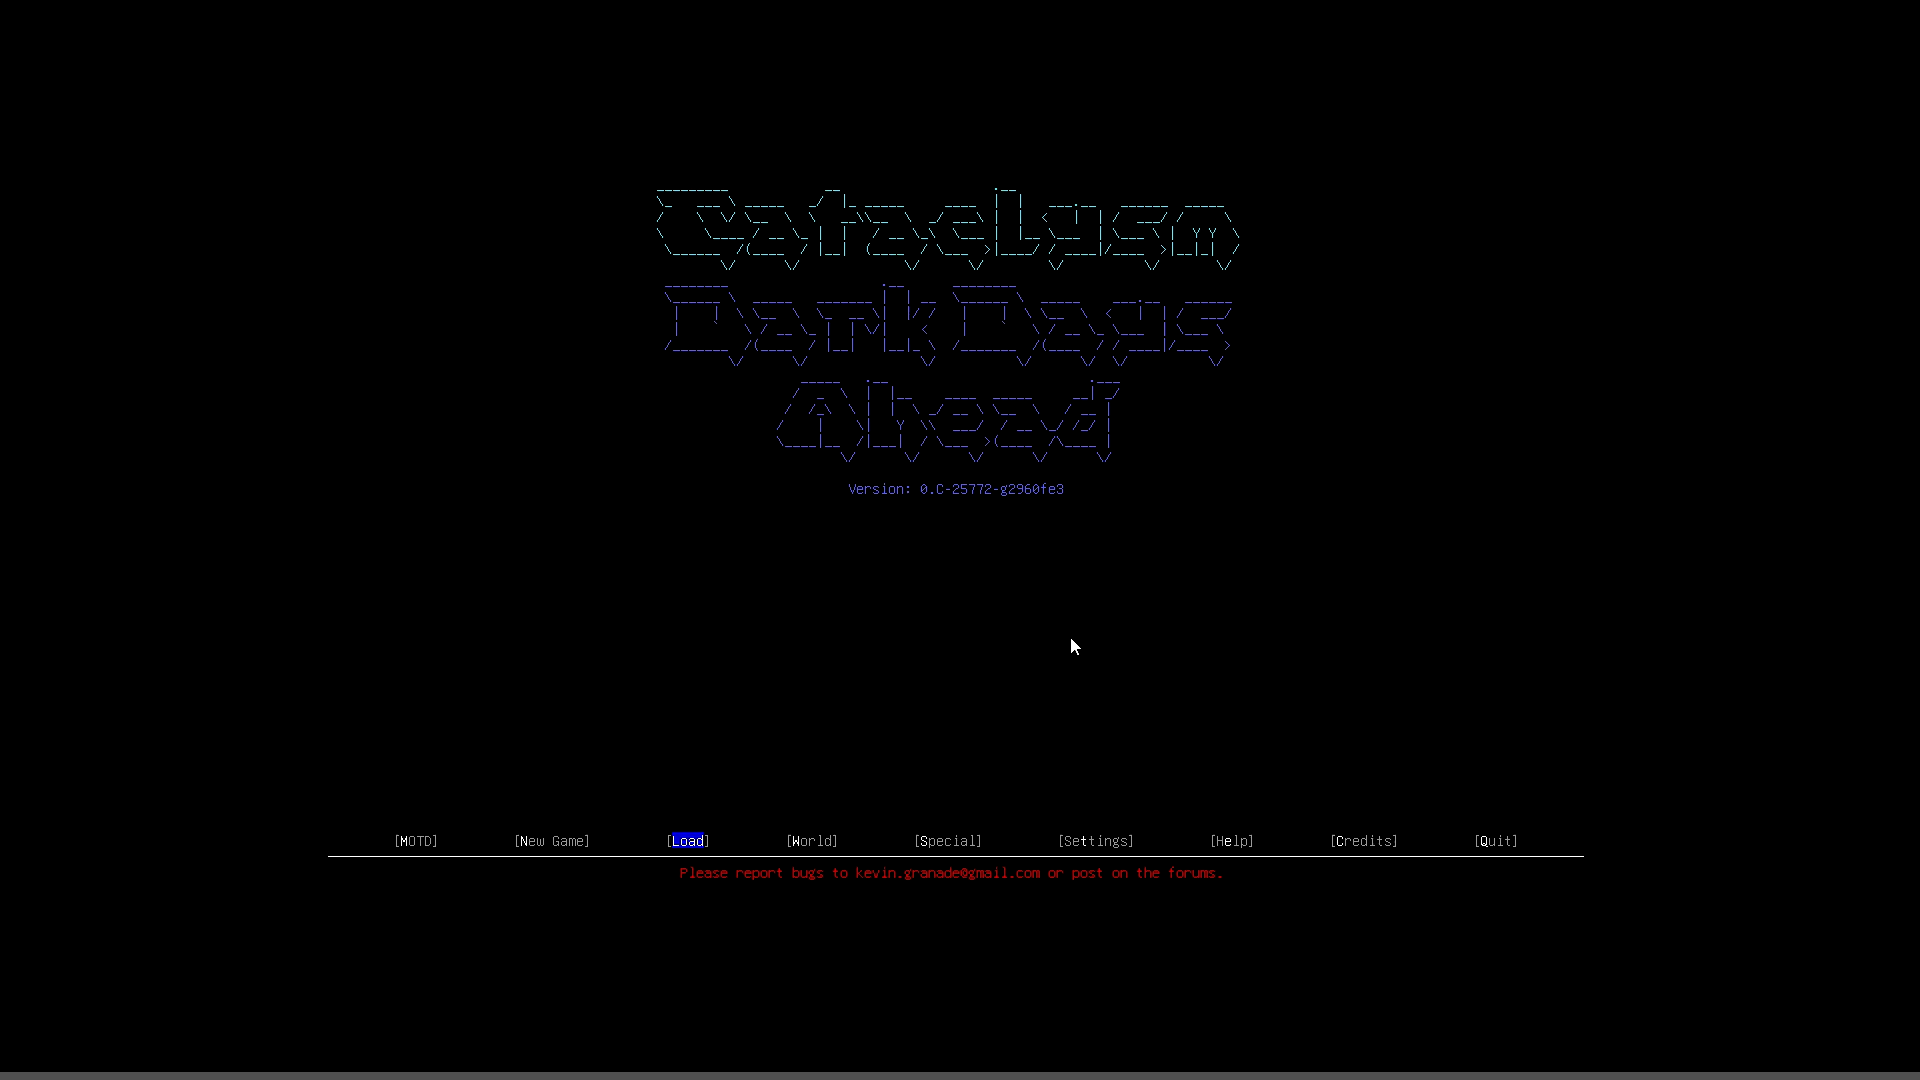 Cataclysm
Dark Days
Ahead
Version: 0.C-25772-g2960fe3
[MOTD] [New Game] [Load] [World] [Special] [Settings] [Help] [Credits] [Quit]
Please report bugs to kevin.granade@gmail.com or post on the forums.